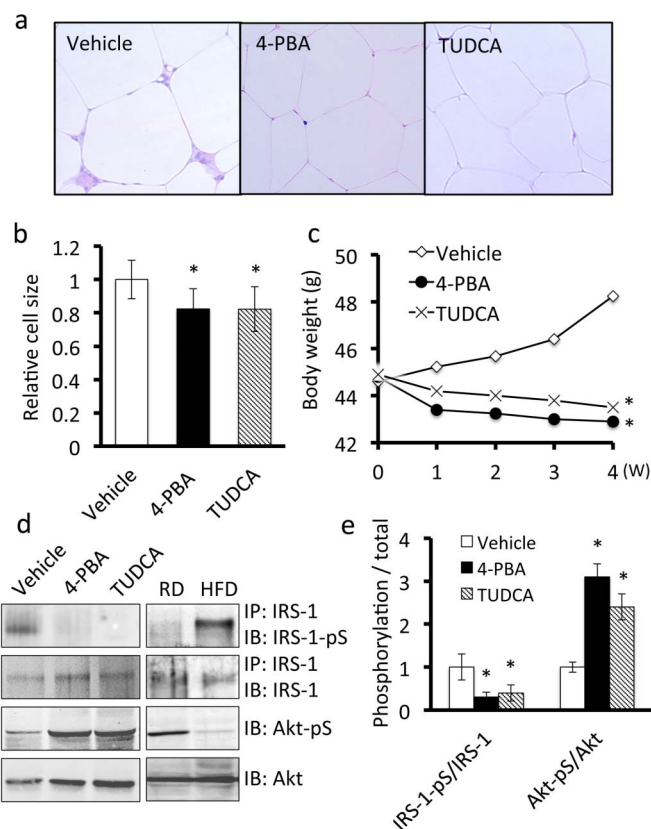 a
Vehicle
4-PBA
TUDCA
b
Relative cell size
1.2
1
0.8
0.6
0.4
0.2
0
*
*
Vehicle
4-PBA
TUDCA
c
Body weight (g)
50
48
46
44
42
Vehicle
4-PBA
TUDCA
*
*
0 1 2 3 4 (W)
d
Vehicle
4-PBA
TUDCA
RD HFD
IP: IRS-1
IB: IRS-1-pS
IP: IRS-1
IB: IRS-1
IB: Akt-pS
IB: Akt
e
Phosphorylation / total
4
3
2
1
0
Vehicle
4-PBA
TUDCA
* *
* *
IRS-1-pS/IRS-1
Akt-pS/Akt